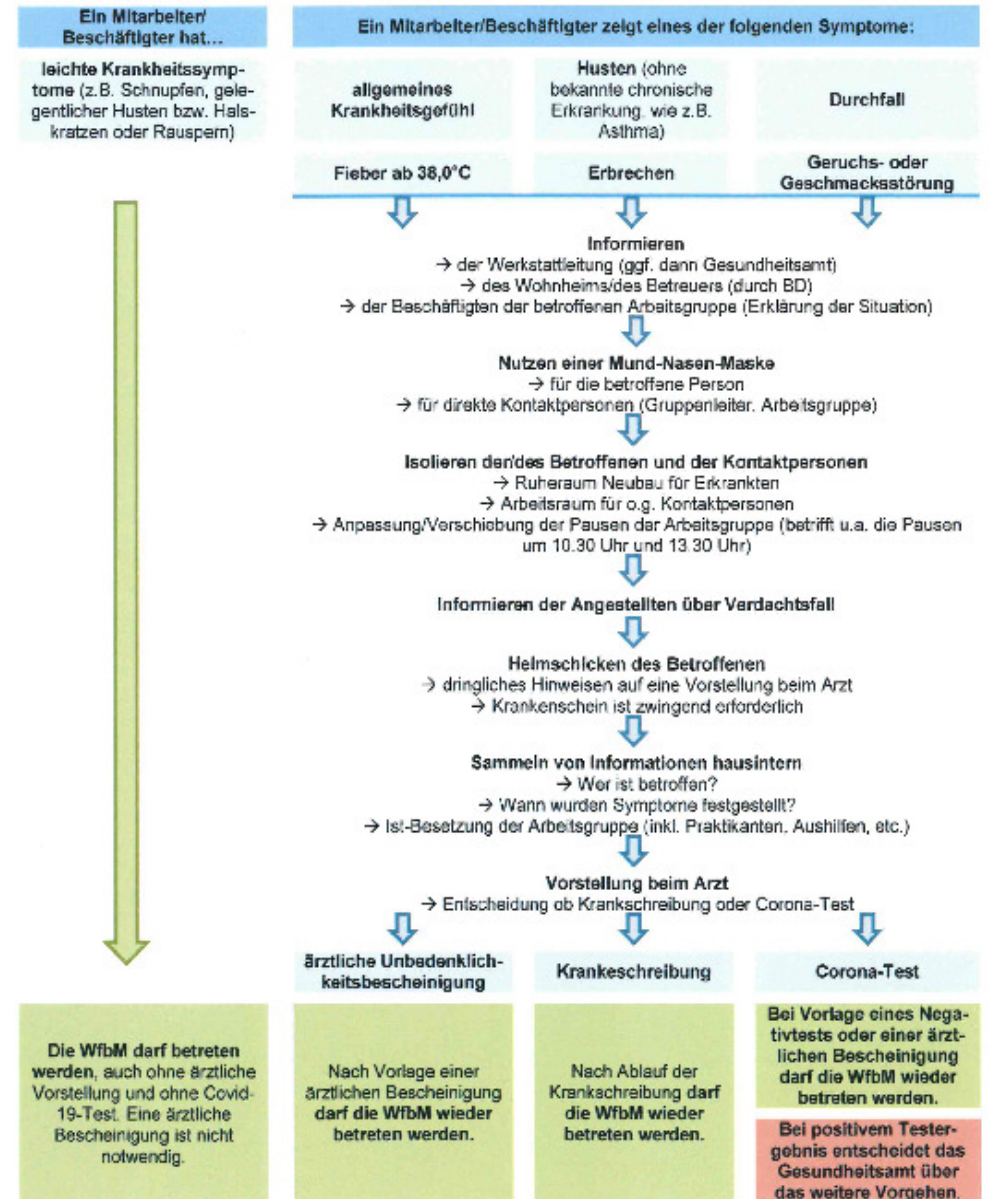 Ein Mitarbeiter/
Beschäftigter hat...
leichte Krankheitssymp-
tome (z.B. Schnupfen, gele-
gentlicher Husten bzw. Hals-
kratzen oder Rauspern)
Ein Mitarbeiter/Beschäftigter zeigt eines der folgenden Symptome:
allgemeines
Krankheitsgefühl
Husten (ohne
bekannte chronische
Erkrankung, wie z.B.
Asthma)
Durchfall
Fieber ab 38,0°C
Erbrechen
Geruchs- oder
Geschmacksstörung
Informieren
→ der Werkstattleitung (ggf. dann Gesundheitsamt)
→ des Wohnheims/des Betreuers (durch BD)
→ der Beschäftigten der betroffenen Arbeitsgruppe (Erklärung der Situation)
Nutzen einer Mund-Nasen-Maske
→ für die betroffene Person
→ für direkte Kontaktpersonen (Gruppenleiter, Arbeitsgruppe)
Isolieren der/des Betroffenen und der Kontaktpersonen
→ Ruheraum Neubau für Erkrankten
→ Arbeitsraum für o.g. Kontaktpersonen
→ Anpassung/Verschiebung der Pausen der Arbeitsgruppe (betrifft u.a. die Pausen
um 10.30 Uhr und 13.30 Uhr)
Informieren der Angestellten über Verdachtsfall
Heimschicken des Betroffenen
→ dringliches Hinweisen auf eine Vorstellung beim Arzt
→ Krankenschein ist zwingend erforderlich
Sammeln von Informationen hausintern
→ Wer ist betroffen?
→ Wann wurden Symptome festgestellt?
→ Ist-Besetzung der Arbeitsgruppe (inkl. Praktikanten, Aushilfen, etc.)
Vorstellung beim Arzt
→ Entscheidung ob Krankschreibung oder Corona-Test
ärztliche Unbedenklich-
keitsbescheinigung
Krankeschreibung
Corona-Test
Die WfbM darf betreten
werden, auch ohne ärztliche
Vorstellung und ohne Covid-
19-Test. Eine ärztliche
Bescheinigung ist nicht
notwendig.
Nach Vorlage einer
ärztlichen Bescheinigung
darf die WfbM wieder
betreten werden.
Nach Ablauf der
Krankschreibung darf
die WfbM wieder
betreten werden.
Bei Vorlage eines Nega-
tivtests oder einer ärzt-
lichen Bescheinigung
darf die WfbM wieder
betreten werden.
Bei positivem Tester-
gebnis entscheidet das
Gesundheitsamt über
das weitere Vorgehen.